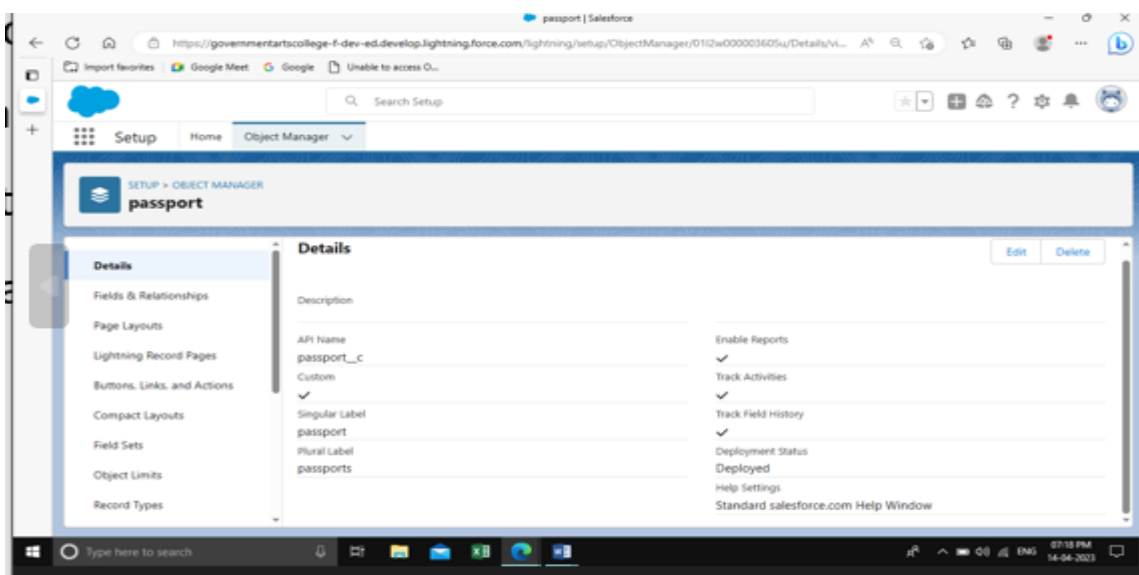 passport | Salesforce
https://governmentartscollege-f-dev-ed.develop.lightning.force.com/lightning/setup/ObjectManager/01I2w000003605u/Details/vi...
Import favorites Google Meet Google Unable to access O...
Search Setup
Setup Home Object Manager
SETUP > OBJECT MANAGER
passport
Details
Fields & Relationships
Page Layouts
Lightning Record Pages
Buttons, Links, and Actions
Compact Layouts
Field Sets
Object Limits
Record Types
Details
Edit Delete
Description
API Name
passport__c
Custom
Singular Label
passport
Plural Label
passports
Enable Reports
Track Activities
Track Field History
Deployment Status
Deployed
Help Settings
Standard salesforce.com Help Window
Type here to search
ENG
07:18 PM
14-04-2023